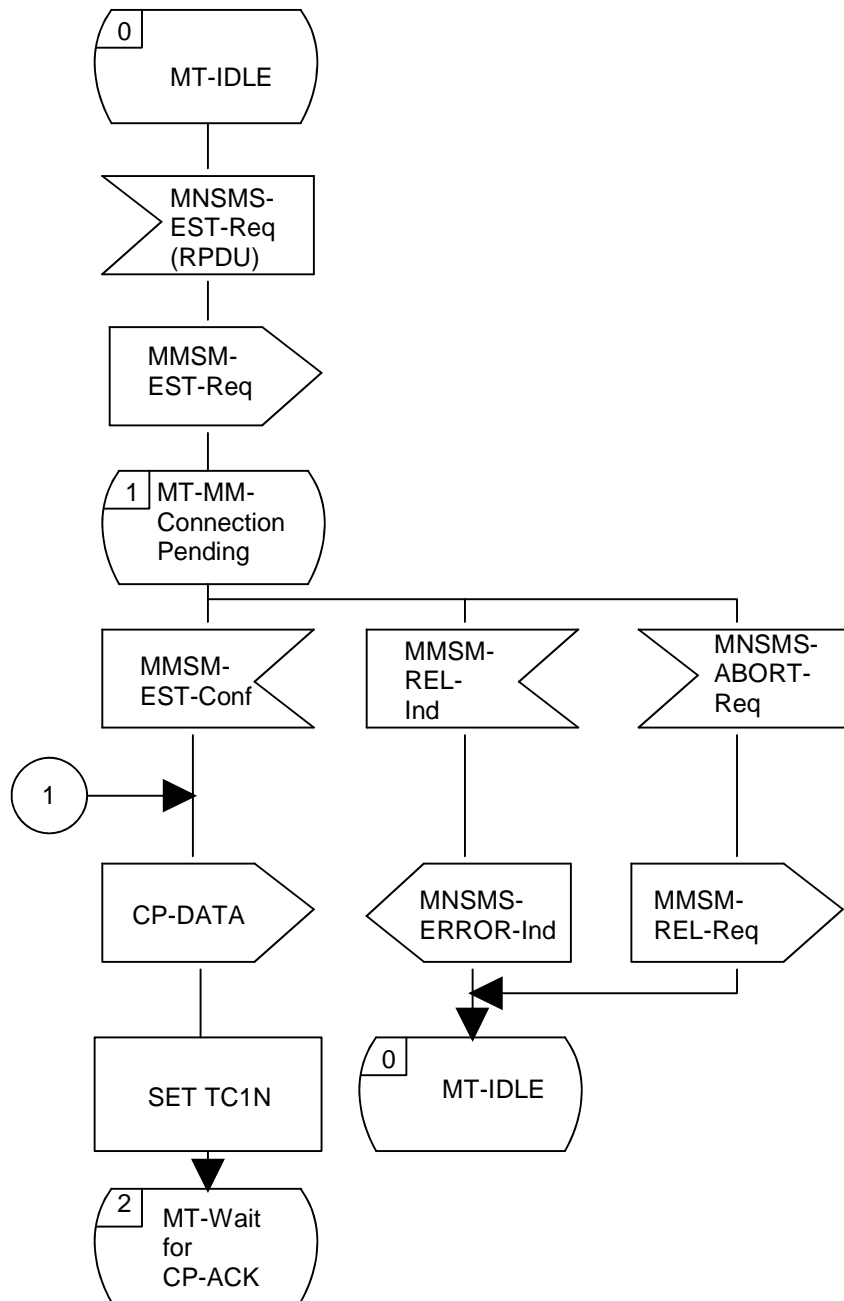 0
MT-IDLE
MNSMS-
EST-Req
(RPDU)
MMSM-
EST-Req
1
MT-MM-
Connection
Pending
MMSM-
EST-Conf
MMSM-
REL-
Ind
MNSMS-
ABORT-
Req
1
CP-DATA
MNSMS-
ERROR-Ind
MMSM-
REL-Req
SET TC1N
0
MT-IDLE
2
MT-Wait
for
CP-ACK